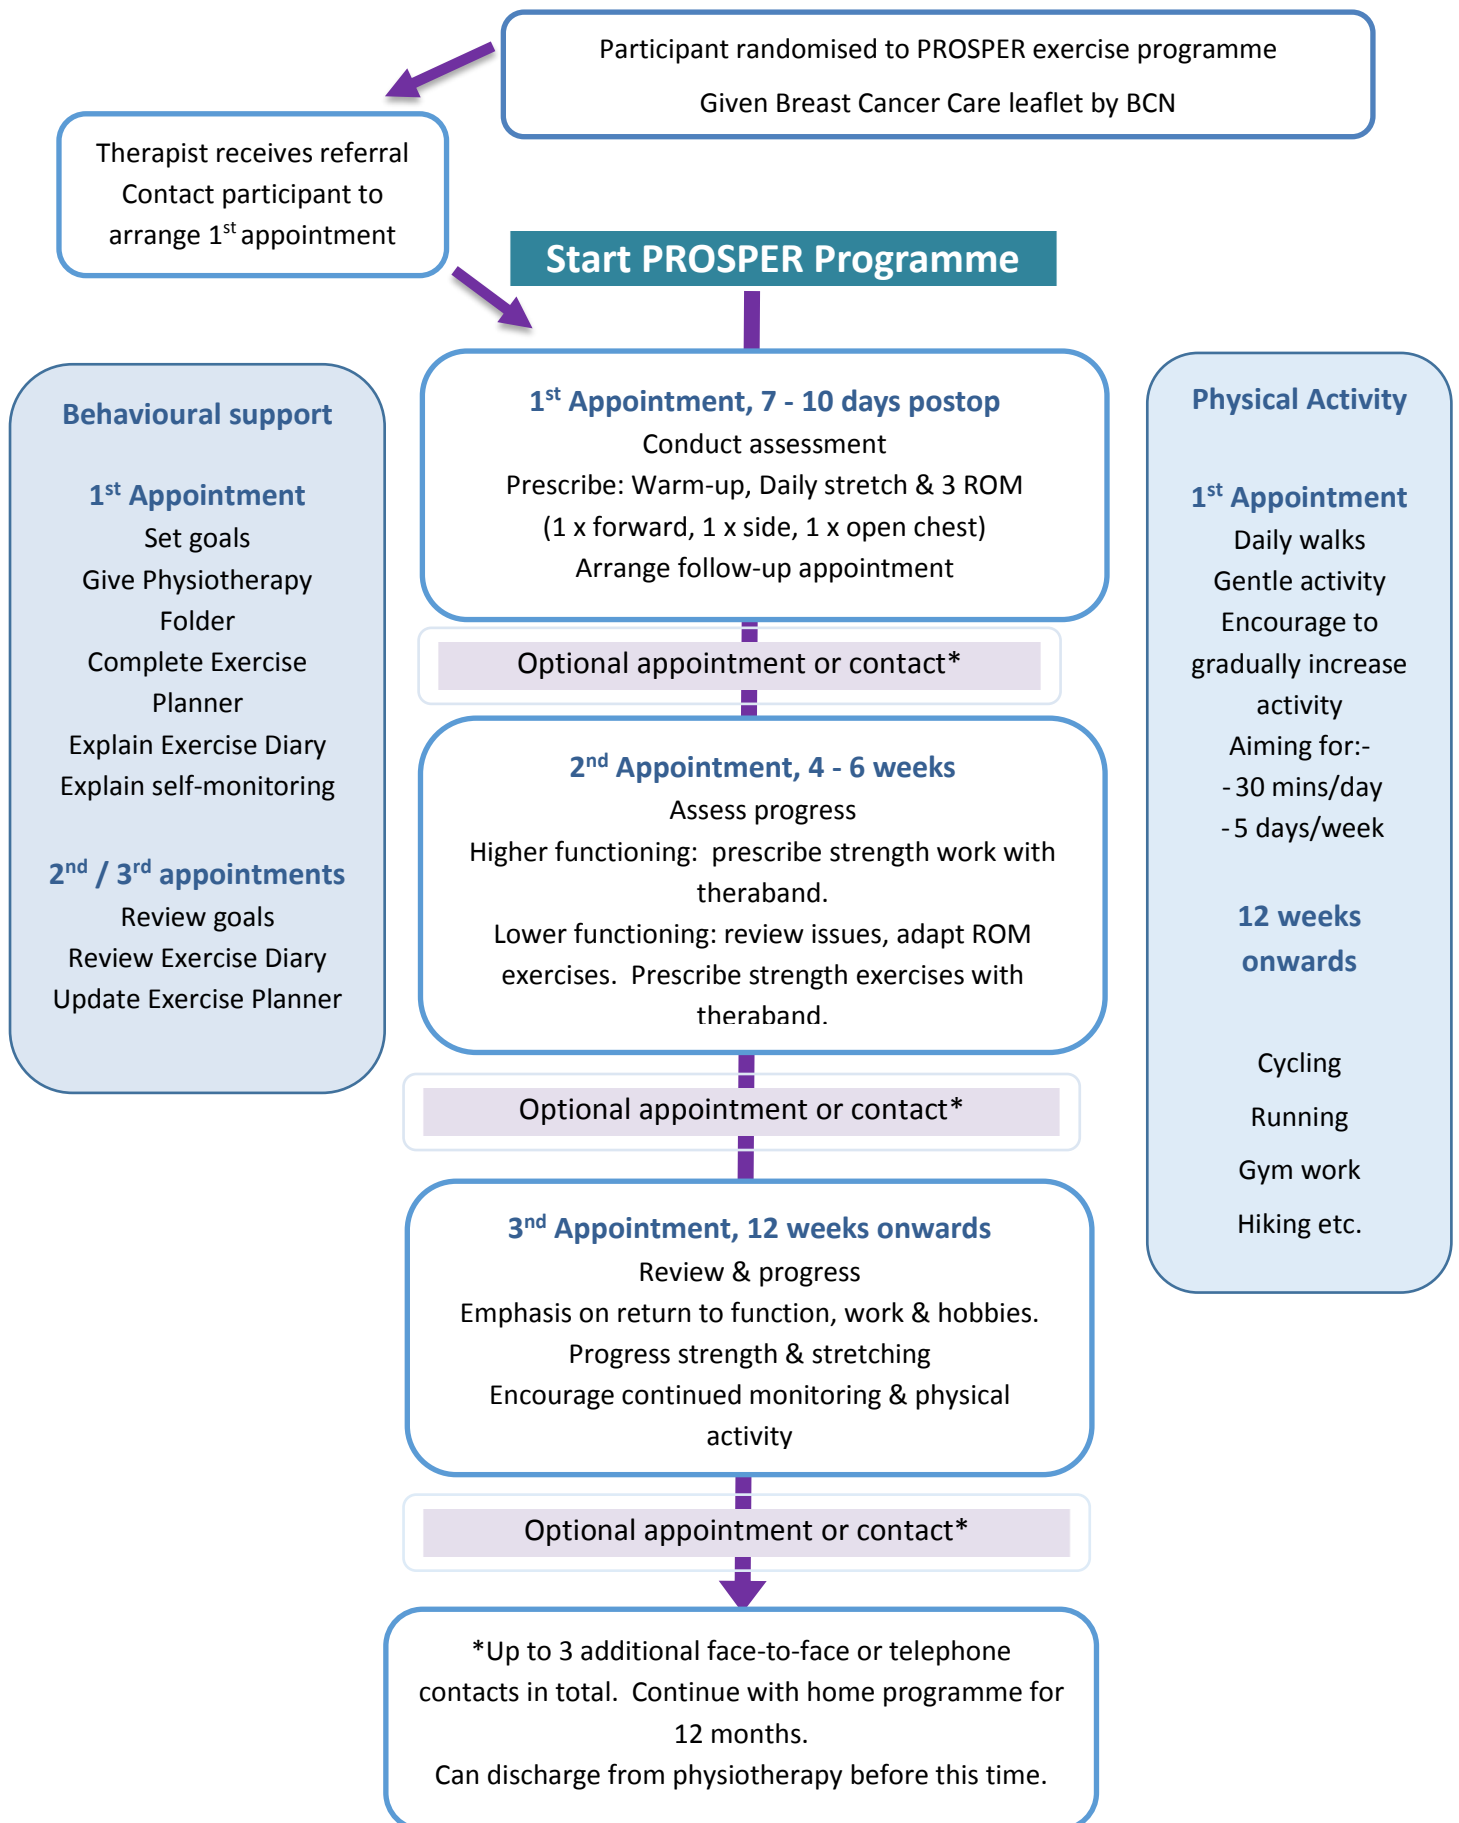 Participant randomised to PROSPER exercise programme
Given Breast Cancer Care leaflet by BCN
Therapist receives referral
Contact participant to
arrange 1st appointment
Start PROSPER Programme
Behavioural support
1st Appointment
Set goals
Give Physiotherapy
Folder
Complete Exercise
Planner
Explain Exercise Diary
Explain self-monitoring
2nd / 3rd appointments
Review goals
Review Exercise Diary
Update Exercise Planner
1st Appointment, 7 - 10 days postop
Conduct assessment
Prescribe: Warm-up, Daily stretch & 3 ROM
(1 x forward, 1 x side, 1 x open chest)
Arrange follow-up appointment
Optional appointment or contact*
2nd Appointment, 4 - 6 weeks
Assess progress
Higher functioning: prescribe strength work with
theraband.
Lower functioning: review issues, adapt ROM
exercises. Prescribe strength exercises with
theraband.
Optional appointment or contact*
3nd Appointment, 12 weeks onwards
Review & progress
Emphasis on return to function, work & hobbies.
Progress strength & stretching
Encourage continued monitoring & physical
activity
Optional appointment or contact*
*Up to 3 additional face-to-face or telephone
contacts in total. Continue with home programme for
12 months.
Can discharge from physiotherapy before this time.
Physical Activity
1st Appointment
Daily walks
Gentle activity
Encourage to
gradually increase
activity
Aiming for:-
- 30 mins/day
- 5 days/week
12 weeks
onwards
Cycling
Running
Gym work
Hiking etc.